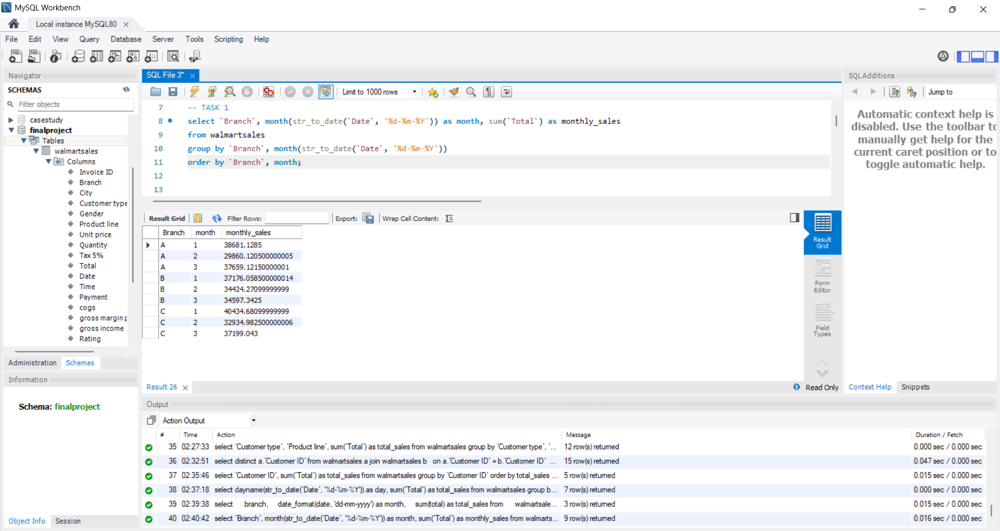 MySQL Workbench
Local instance MySQL80
File Edit View Query Database Server Tools Scripting Help
Navigator
SCHEMAS
Filter objects
casestudy
finalproject
Tables
walmartsales
Columns
Invoice ID
Branch
City
Customer type
Gender
Product line
Unit price
Quantity
Tax 5%
Total
Date
Time
Payment
cogs
gross margin p
gross income
Rating
Administration Schemas
Information
Schema: finalproject
Object Info Session
SQL File 3*
Limit to 1000 rows
7 -- TASK 1
8 select `Branch`, month(str_to_date(`Date`, '%d-%m-%Y')) as month, sum(`Total`) as monthly_sales
9 from walmartsales
10 group by `Branch`, month(str_to_date(`Date`, '%d-%m-%Y'))
11 order by `Branch`, month;
12
13
Result Grid Filter Rows: Export: Wrap Cell Content:
Branch month monthly_sales
A 1 38681.1285
A 2 29860.120500000005
A 3 37659.12150000001
B 1 37176.058500000014
B 2 34424.27099999999
B 3 34597.3425
C 1 40434.68099999999
C 2 32934.982500000006
C 3 37199.043
Result Grid
Form Editor
Field Types
Result 26
Read Only
SQLAdditions
Jump to
Automatic context help is
disabled. Use the toolbar to
manually get help for the
current caret position or to
toggle automatic help.
Context Help Snippets
Output
Action Output
# Time Action Message Duration / Fetch
35 02:27:33 select `Customer type`, `Product line`, sum(`Total`) as total_sales from walmartsales group by `Customer type`, `... 12 row(s) returned 0.000 sec / 0.000 sec
36 02:32:51 select distinct a.`Customer ID` from walmartsales a join walmartsales b on a.`Customer ID` = b.`Customer ID` ... 15 row(s) returned 0.047 sec / 0.000 sec
37 02:35:46 select `Customer ID`, sum(`Total`) as total_sales from walmartsales group by `Customer ID` order by total_sales ... 5 row(s) returned 0.015 sec / 0.000 sec
38 02:37:18 select dayname(str_to_date(`Date`, '%d-%m-%Y')) as day, sum(`Total`) as total_sales from walmartsales group b... 7 row(s) returned 0.000 sec / 0.000 sec
39 02:39:38 select branch, date_format(date, 'dd-mm-yyyy') as month, sum(total) as total_sales from walmartsale... 3 row(s) returned 0.015 sec / 0.000 sec
40 02:40:42 select `Branch`, month(str_to_date(`Date`, '%d-%m-%Y')) as month, sum(`Total`) as monthly_sales from walmarts... 9 row(s) returned 0.016 sec / 0.000 sec